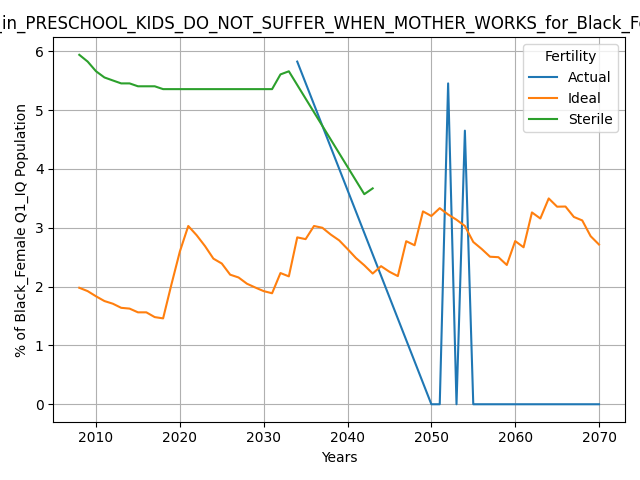 _in_PRESCHOOL_KIDS_DO_NOT_SUFFER_WHEN_MOTHER_WORKS_for_Black_Fe
Fertility
Actual
Ideal
Sterile
% of Black_Female Q1_IQ Population
6
5
4
3
2
1
0
2010 2020 2030 2040 2050 2060 2070
Years